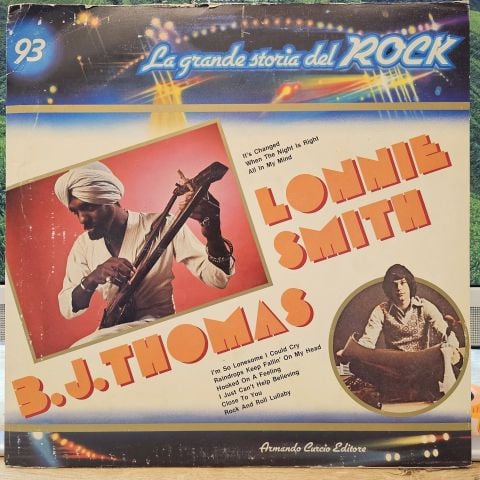 93
La grande storia del ROCK
It's Changed
When The Night Is Right
All In My Mind
LONNIE
SMITH
B.J.THOMAS
I'm So Lonesome I Could Cry
Raindrops Keep Fallin' On My Head
Hooked On A Feeling
I Just Can't Help Believing
Close To You
Rock And Roll Lullaby
Armando Curcio Editore